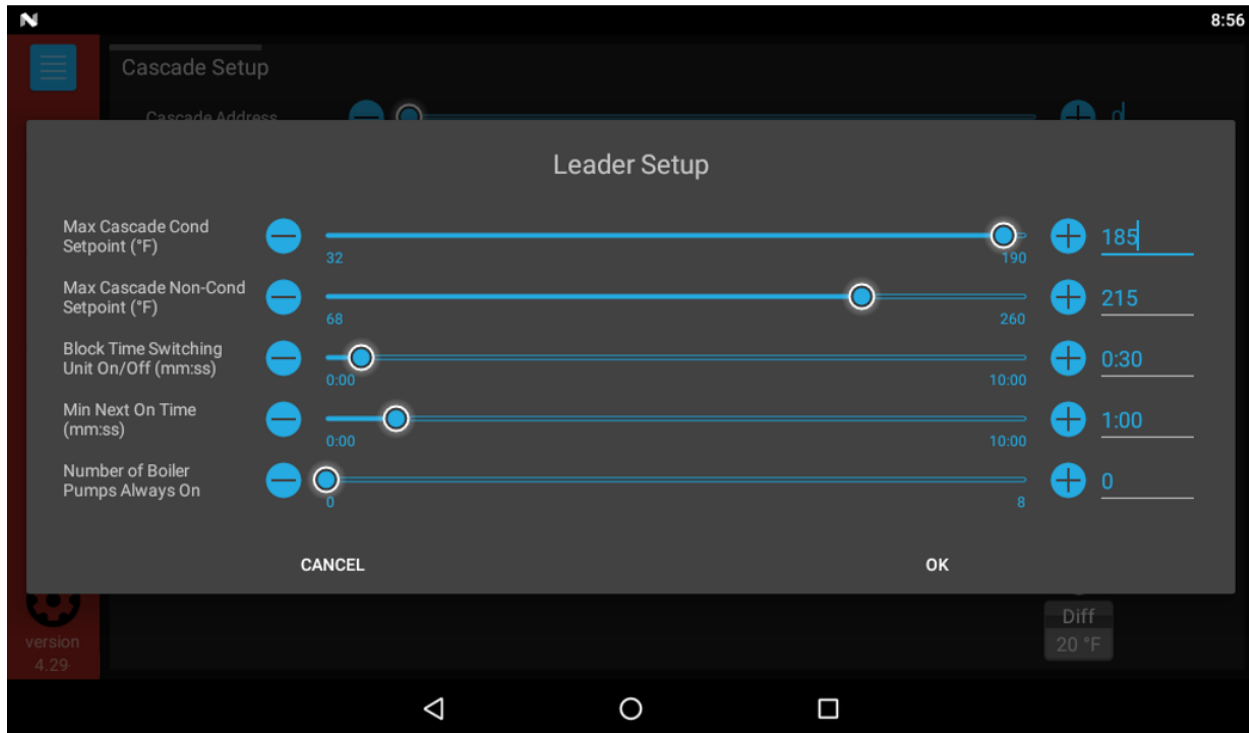 8:56
Cascade Setup
Cascade Address
Leader Setup
Max Cascade Cond
Setpoint (°F)
32
190
185
Max Cascade Non-Cond
Setpoint (°F)
68
260
215
Block Time Switching
Unit On/Off (mm:ss)
0:00
10:00
0:30
Min Next On Time
(mm:ss)
0:00
10:00
1:00
Number of Boiler
Pumps Always On
0
8
0
CANCEL
OK
Diff
20 °F
version
4.29